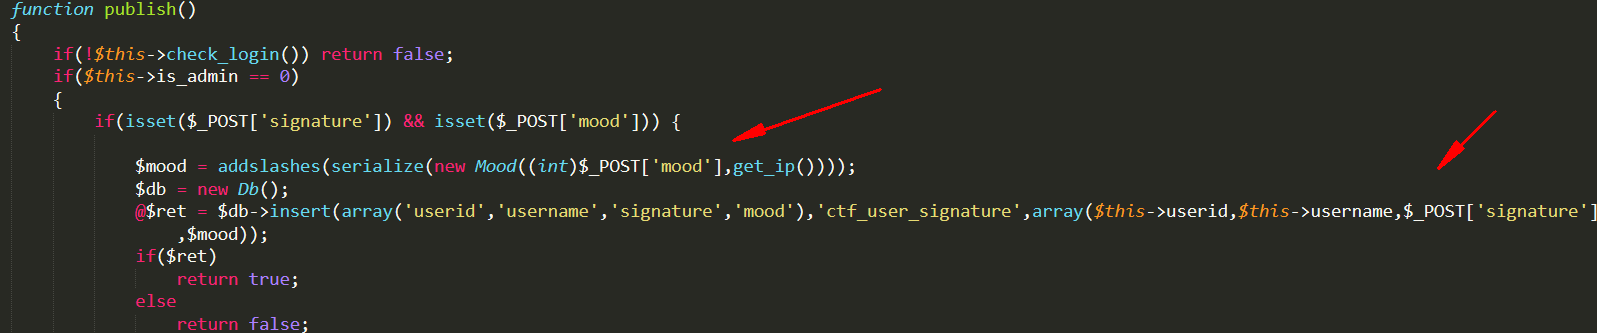 function publish()
{
if(!$this->check_login()) return false;
if($this->is_admin == 0)
{
if(isset($_POST['signature']) && isset($_POST['mood'])) {
$mood = addslashes(serialize(new Mood((int)$_POST['mood'],get_ip())));
$db = new Db();
@$ret = $db->insert(array('userid','username','signature','mood'),'ctf_user_signature',array($this->userid,$this->username,$_POST['signature']
,$mood));
if($ret)
return true;
else
return false;